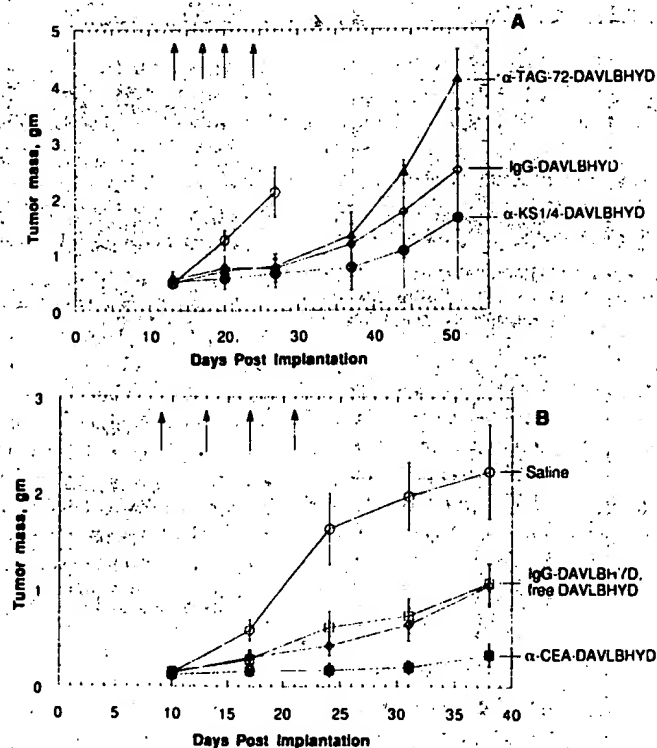 A
5
4
3
2
1
0
Tumor mass, gm
α-TAG-72-DAVLBHYD
IgG-DAVLBHYD
α-KS1/4-DAVLBHYD
0 10 20 30 40 50
Days Post Implantation
B
3
2
1
0
Tumor mass, gm
Saline
IgG-DAVLBHYD,
free DAVLBHYD
α-CEA-DAVLBHYD
0 5 10 15 20 25 30 35 40
Days Post Implantation